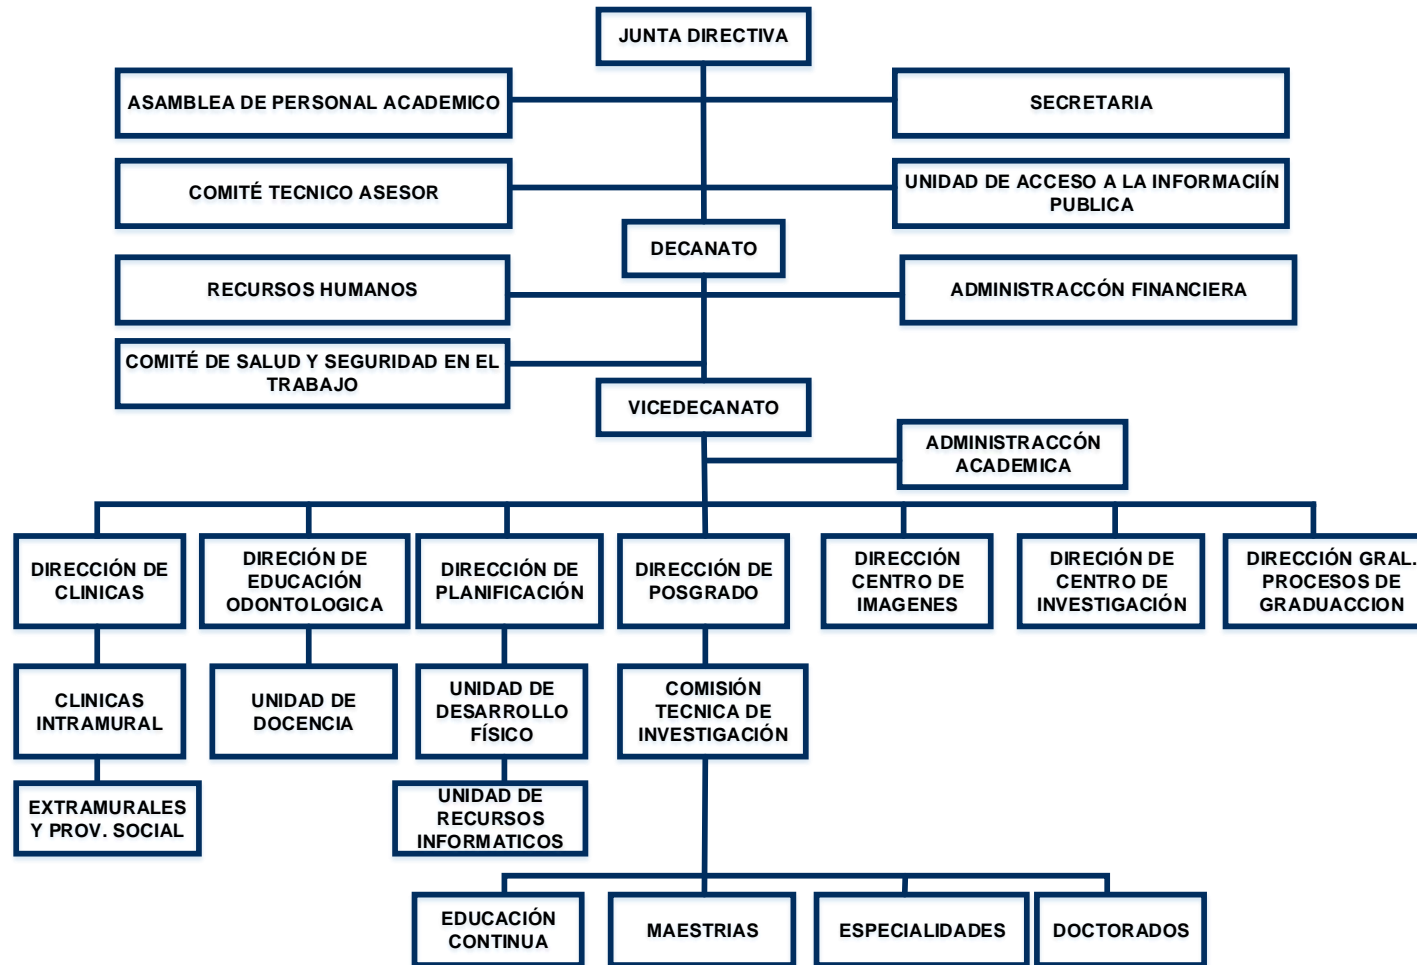 JUNTA DIRECTIVA
ASAMBLEA DE PERSONAL ACADEMICO
SECRETARIA
COMITÉ TECNICO ASESOR
UNIDAD DE ACCESO A LA INFORMACIÍN
PUBLICA
DECANATO
RECURSOS HUMANOS
ADMINISTRACCÓN FINANCIERA
COMITÉ DE SALUD Y SEGURIDAD EN EL
TRABAJO
VICEDECANATO
ADMINISTRACCÓN
ACADEMICA
DIRECCIÓN DE
CLINICAS
DIRECIÓN DE
EDUCACIÓN
ODONTOLOGICA
DIRECCIÓN DE
PLANIFICACIÓN
DIRECCIÓN DE
POSGRADO
DIRECCIÓN
CENTRO DE
IMAGENES
DIRECIÓN DE
CENTRO DE
INVESTIGACIÓN
DIRECCIÓN GRAL.
PROCESOS DE
GRADUACCION
CLINICAS
INTRAMURAL
UNIDAD DE
DOCENCIA
UNIDAD DE
DESARROLLO
FÍSICO
COMISIÓN
TECNICA DE
INVESTIGACIÓN
EXTRAMURALES
Y PROV. SOCIAL
UNIDAD DE
RECURSOS
INFORMATICOS
EDUCACIÓN
CONTINUA
MAESTRIAS
ESPECIALIDADES
DOCTORADOS